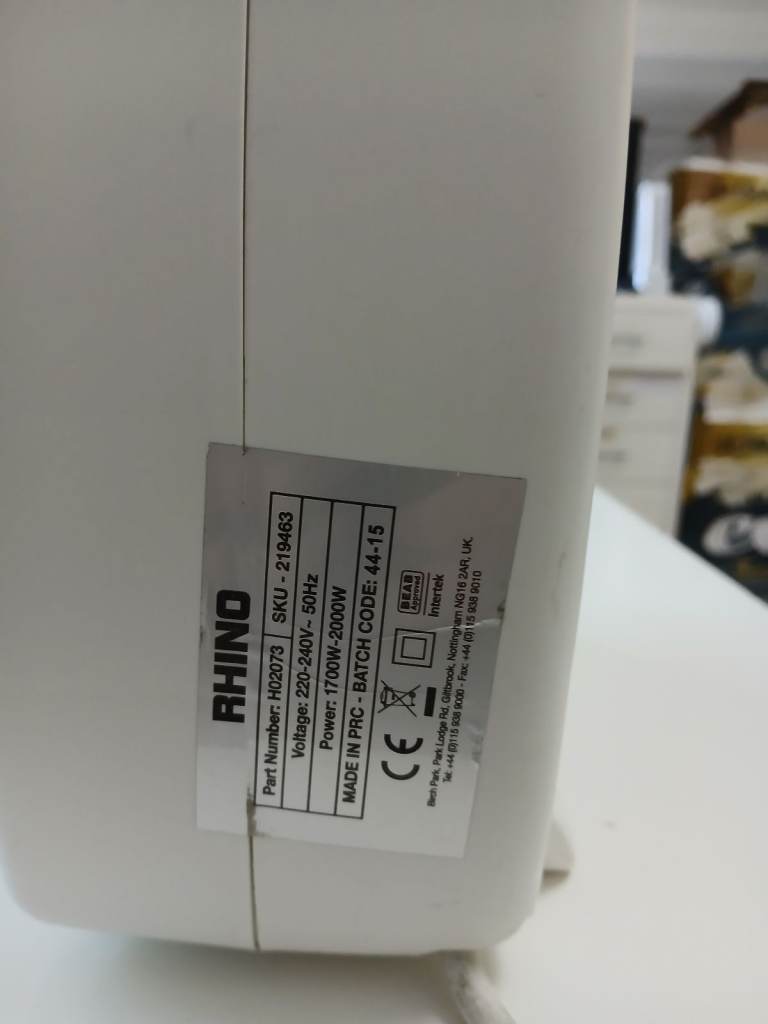 RHINO
Part Number: H02073 SKU - 219463
Voltage: 220-240V~ 50Hz
Power: 1700W-2000W
MADE IN PRC - BATCH CODE: 44-15
CE BEAB Approved
Intertek
Birch Park, Park Lodge Rd, Giltbrook, Nottingham NG16 2AR, UK.
Tel: +44 (0)115 938 9000 - Fax: +44 (0)115 938 9010